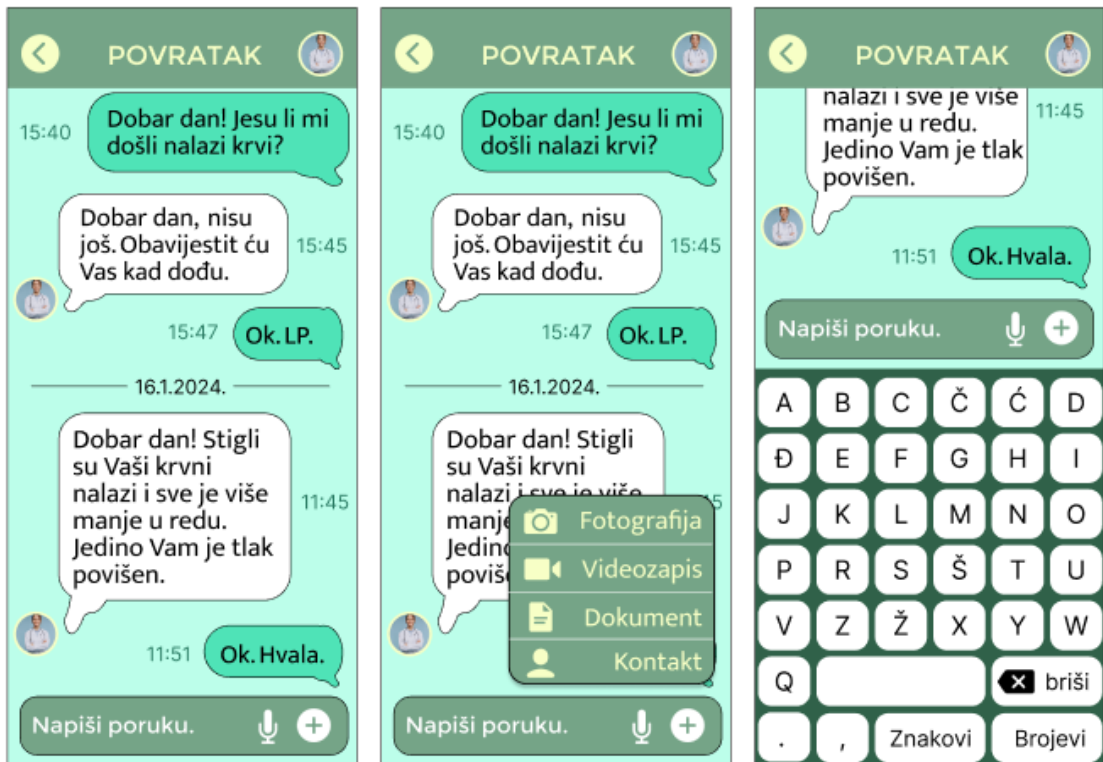 POVRATAK
15:40
Dobar dan! Jesu li mi
došli nalazi krvi?
Dobar dan, nisu
još. Obavijestit ću
Vas kad dođu.
15:45
15:47
Ok. LP.
16.1.2024.
Dobar dan! Stigli
su Vaši krvni
nalazi i sve je više
manje u redu.
Jedino Vam je tlak
povišen.
11:45
11:51
Ok. Hvala.
Napiši poruku.
POVRATAK
15:40
Dobar dan! Jesu li mi
došli nalazi krvi?
Dobar dan, nisu
još. Obavijestit ću
Vas kad dođu.
15:45
15:47
Ok. LP.
16.1.2024.
Dobar dan! Stigli
su Vaši krvni
nalazi i sve je više
Fotografija
Videozapis
Dokument
Kontakt
Napiši poruku.
POVRATAK
nalazi i sve je više
manje u redu.
Jedino Vam je tlak
povišen.
11:45
11:51
Ok. Hvala.
Napiši poruku.
A B C Č Ć D
Đ E F G H I
J K L M N O
P R S Š T U
V Z Ž X Y W
Q briši
. , Znakovi Brojevi